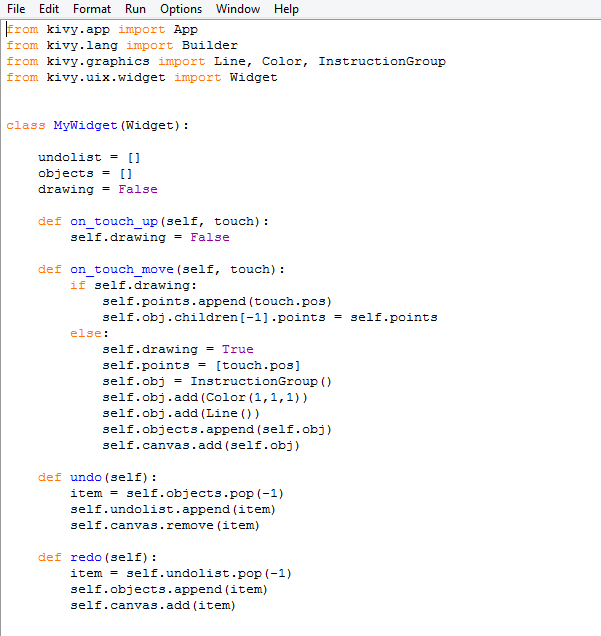 File Edit Format Run Options Window Help
from kivy.app import App
from kivy.lang import Builder
from kivy.graphics import Line, Color, InstructionGroup
from kivy.uix.widget import Widget
class MyWidget(Widget):
    undolist = []
    objects = []
    drawing = False
    def on_touch_up(self, touch):
        self.drawing = False
    def on_touch_move(self, touch):
        if self.drawing:
            self.points.append(touch.pos)
            self.obj.children[-1].points = self.points
        else:
            self.drawing = True
            self.points = [touch.pos]
            self.obj = InstructionGroup()
            self.obj.add(Color(1,1,1))
            self.obj.add(Line())
            self.objects.append(self.obj)
            self.canvas.add(self.obj)
    def undo(self):
        item = self.objects.pop(-1)
        self.undolist.append(item)
        self.canvas.remove(item)
    def redo(self):
        item = self.undolist.pop(-1)
        self.objects.append(item)
        self.canvas.add(item)